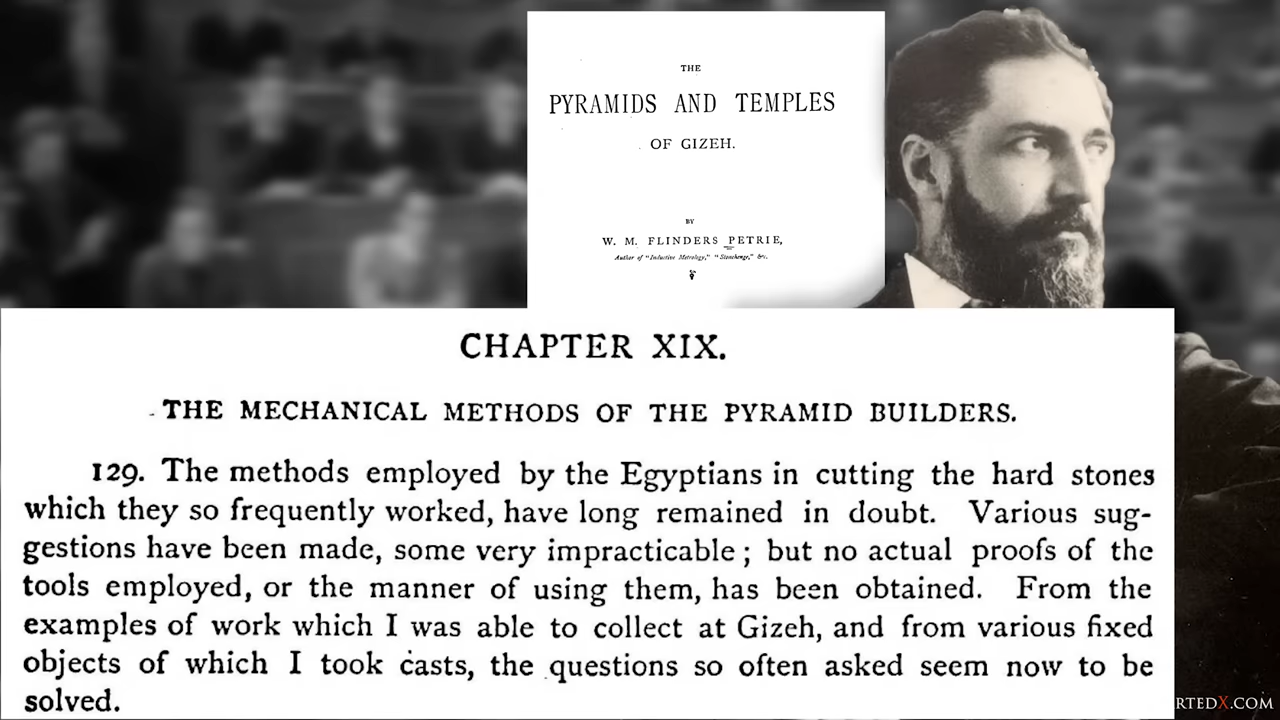 THE
PYRAMIDS AND TEMPLES
OF GIZEH.
BY
W. M. FLINDERS PETRIE,
Author of "Inductive Metrology," "Stonehenge," &c.
CHAPTER XIX.
THE MECHANICAL METHODS OF THE PYRAMID BUILDERS.
129. The methods employed by the Egyptians in cutting the hard stones
which they so frequently worked, have long remained in doubt. Various sug-
gestions have been made, some very impracticable; but no actual proofs of the
tools employed, or the manner of using them, has been obtained. From the
examples of work which I was able to collect at Gizeh, and from various fixed
objects of which I took casts, the questions so often asked seem now to be
solved.
RTEDX.COM